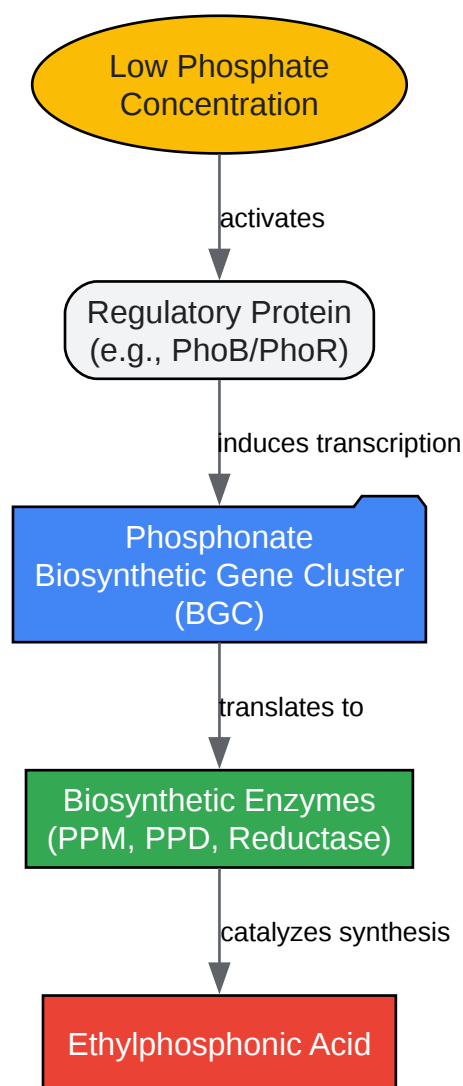 Low Phosphate
Concentration
activates
Regulatory Protein
(e.g., PhoB/PhoR)
induces transcription
Phosphonate
Biosynthetic Gene Cluster
(BGC)
translates to
Biosynthetic Enzymes
(PPM, PPD, Reductase)
catalyzes synthesis
Ethylphosphonic Acid